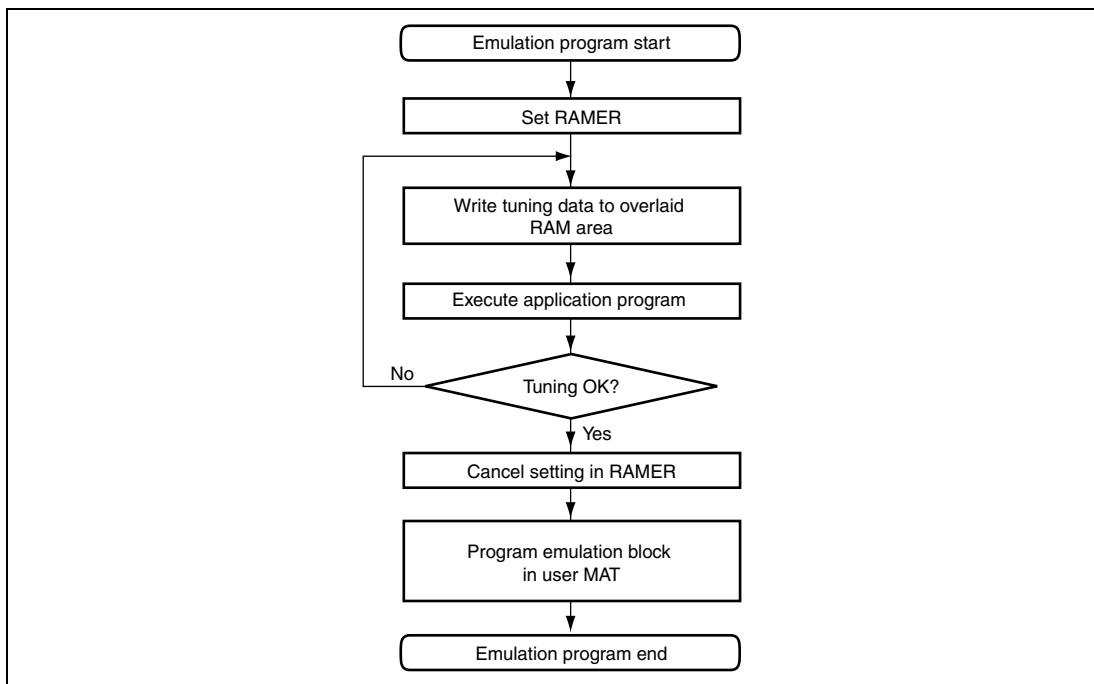 Emulation program start
Set RAMER
Write tuning data to overlaid
RAM area
Execute application program
No
Tuning OK?
Yes
Cancel setting in RAMER
Program emulation block
in user MAT
Emulation program end